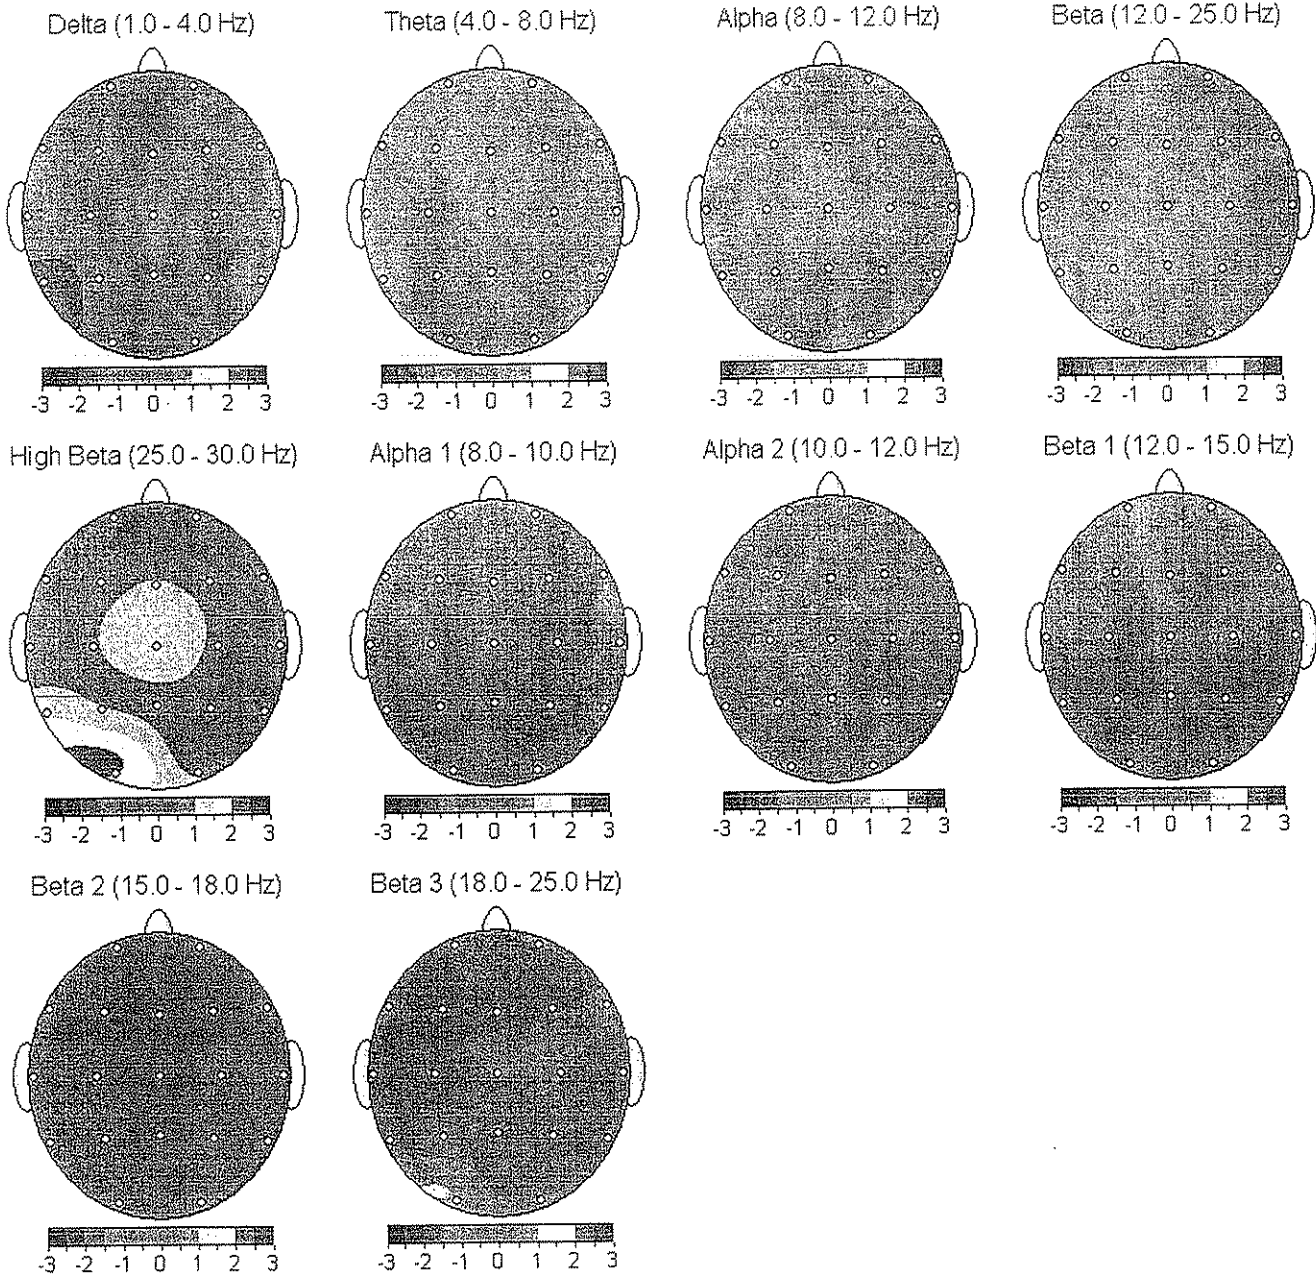 Delta (1.0 - 4.0 Hz) Theta (4.0 - 8.0 Hz) Alpha (8.0 - 12.0 Hz) Beta (12.0 - 25.0 Hz)
-3 -2 -1 0 1 2 3 -3 -2 -1 0 1 2 3 -3 -2 -1 0 1 2 3 -3 -2 -1 0 1 2 3
High Beta (25.0 - 30.0 Hz) Alpha 1 (8.0 - 10.0 Hz) Alpha 2 (10.0 - 12.0 Hz) Beta 1 (12.0 - 15.0 Hz)
-3 -2 -1 0 1 2 3 -3 -2 -1 0 1 2 3 -3 -2 -1 0 1 2 3 -3 -2 -1 0 1 2 3
Beta 2 (15.0 - 18.0 Hz) Beta 3 (18.0 - 25.0 Hz)
-3 -2 -1 0 1 2 3 -3 -2 -1 0 1 2 3